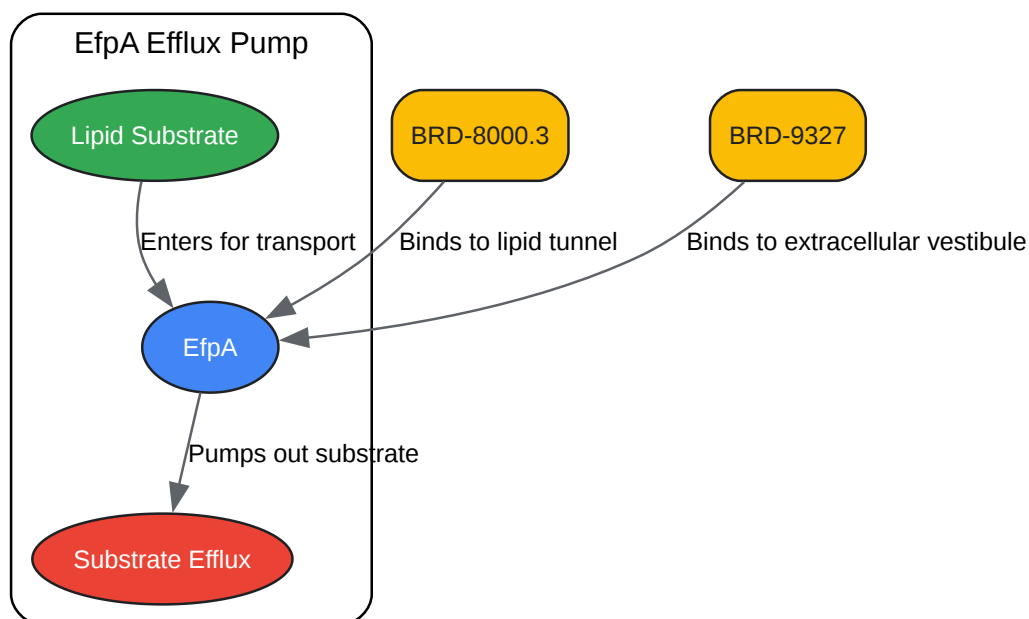 EfpA Efflux Pump
Lipid Substrate
BRD-8000.3
BRD-9327
Enters for transport
Binds to lipid tunnel
Binds to extracellular vestibule
EfpA
Pumps out substrate
Substrate Efflux